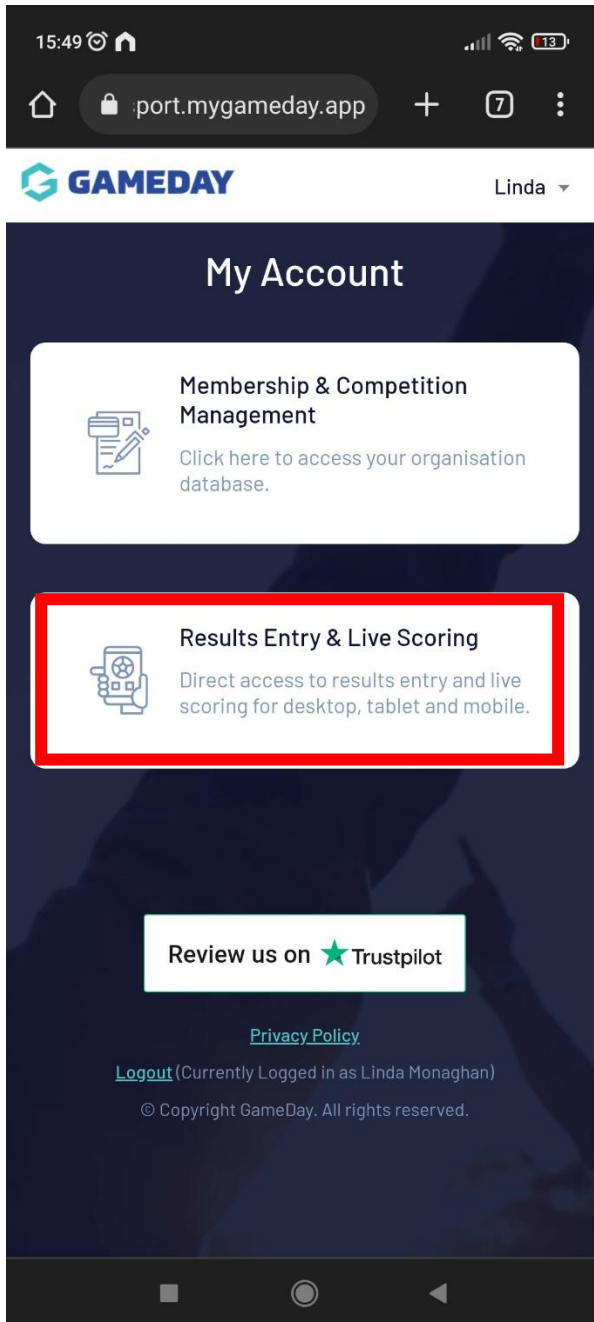 15:49 13
:port.mygameday.app 7
GAMEDAY Linda
My Account
Membership & Competition
Management
Click here to access your organisation
database.
Results Entry & Live Scoring
Direct access to results entry and live
scoring for desktop, tablet and mobile.
Review us on Trustpilot
Privacy Policy
Logout (Currently Logged in as Linda Monaghan)
© Copyright GameDay. All rights reserved.